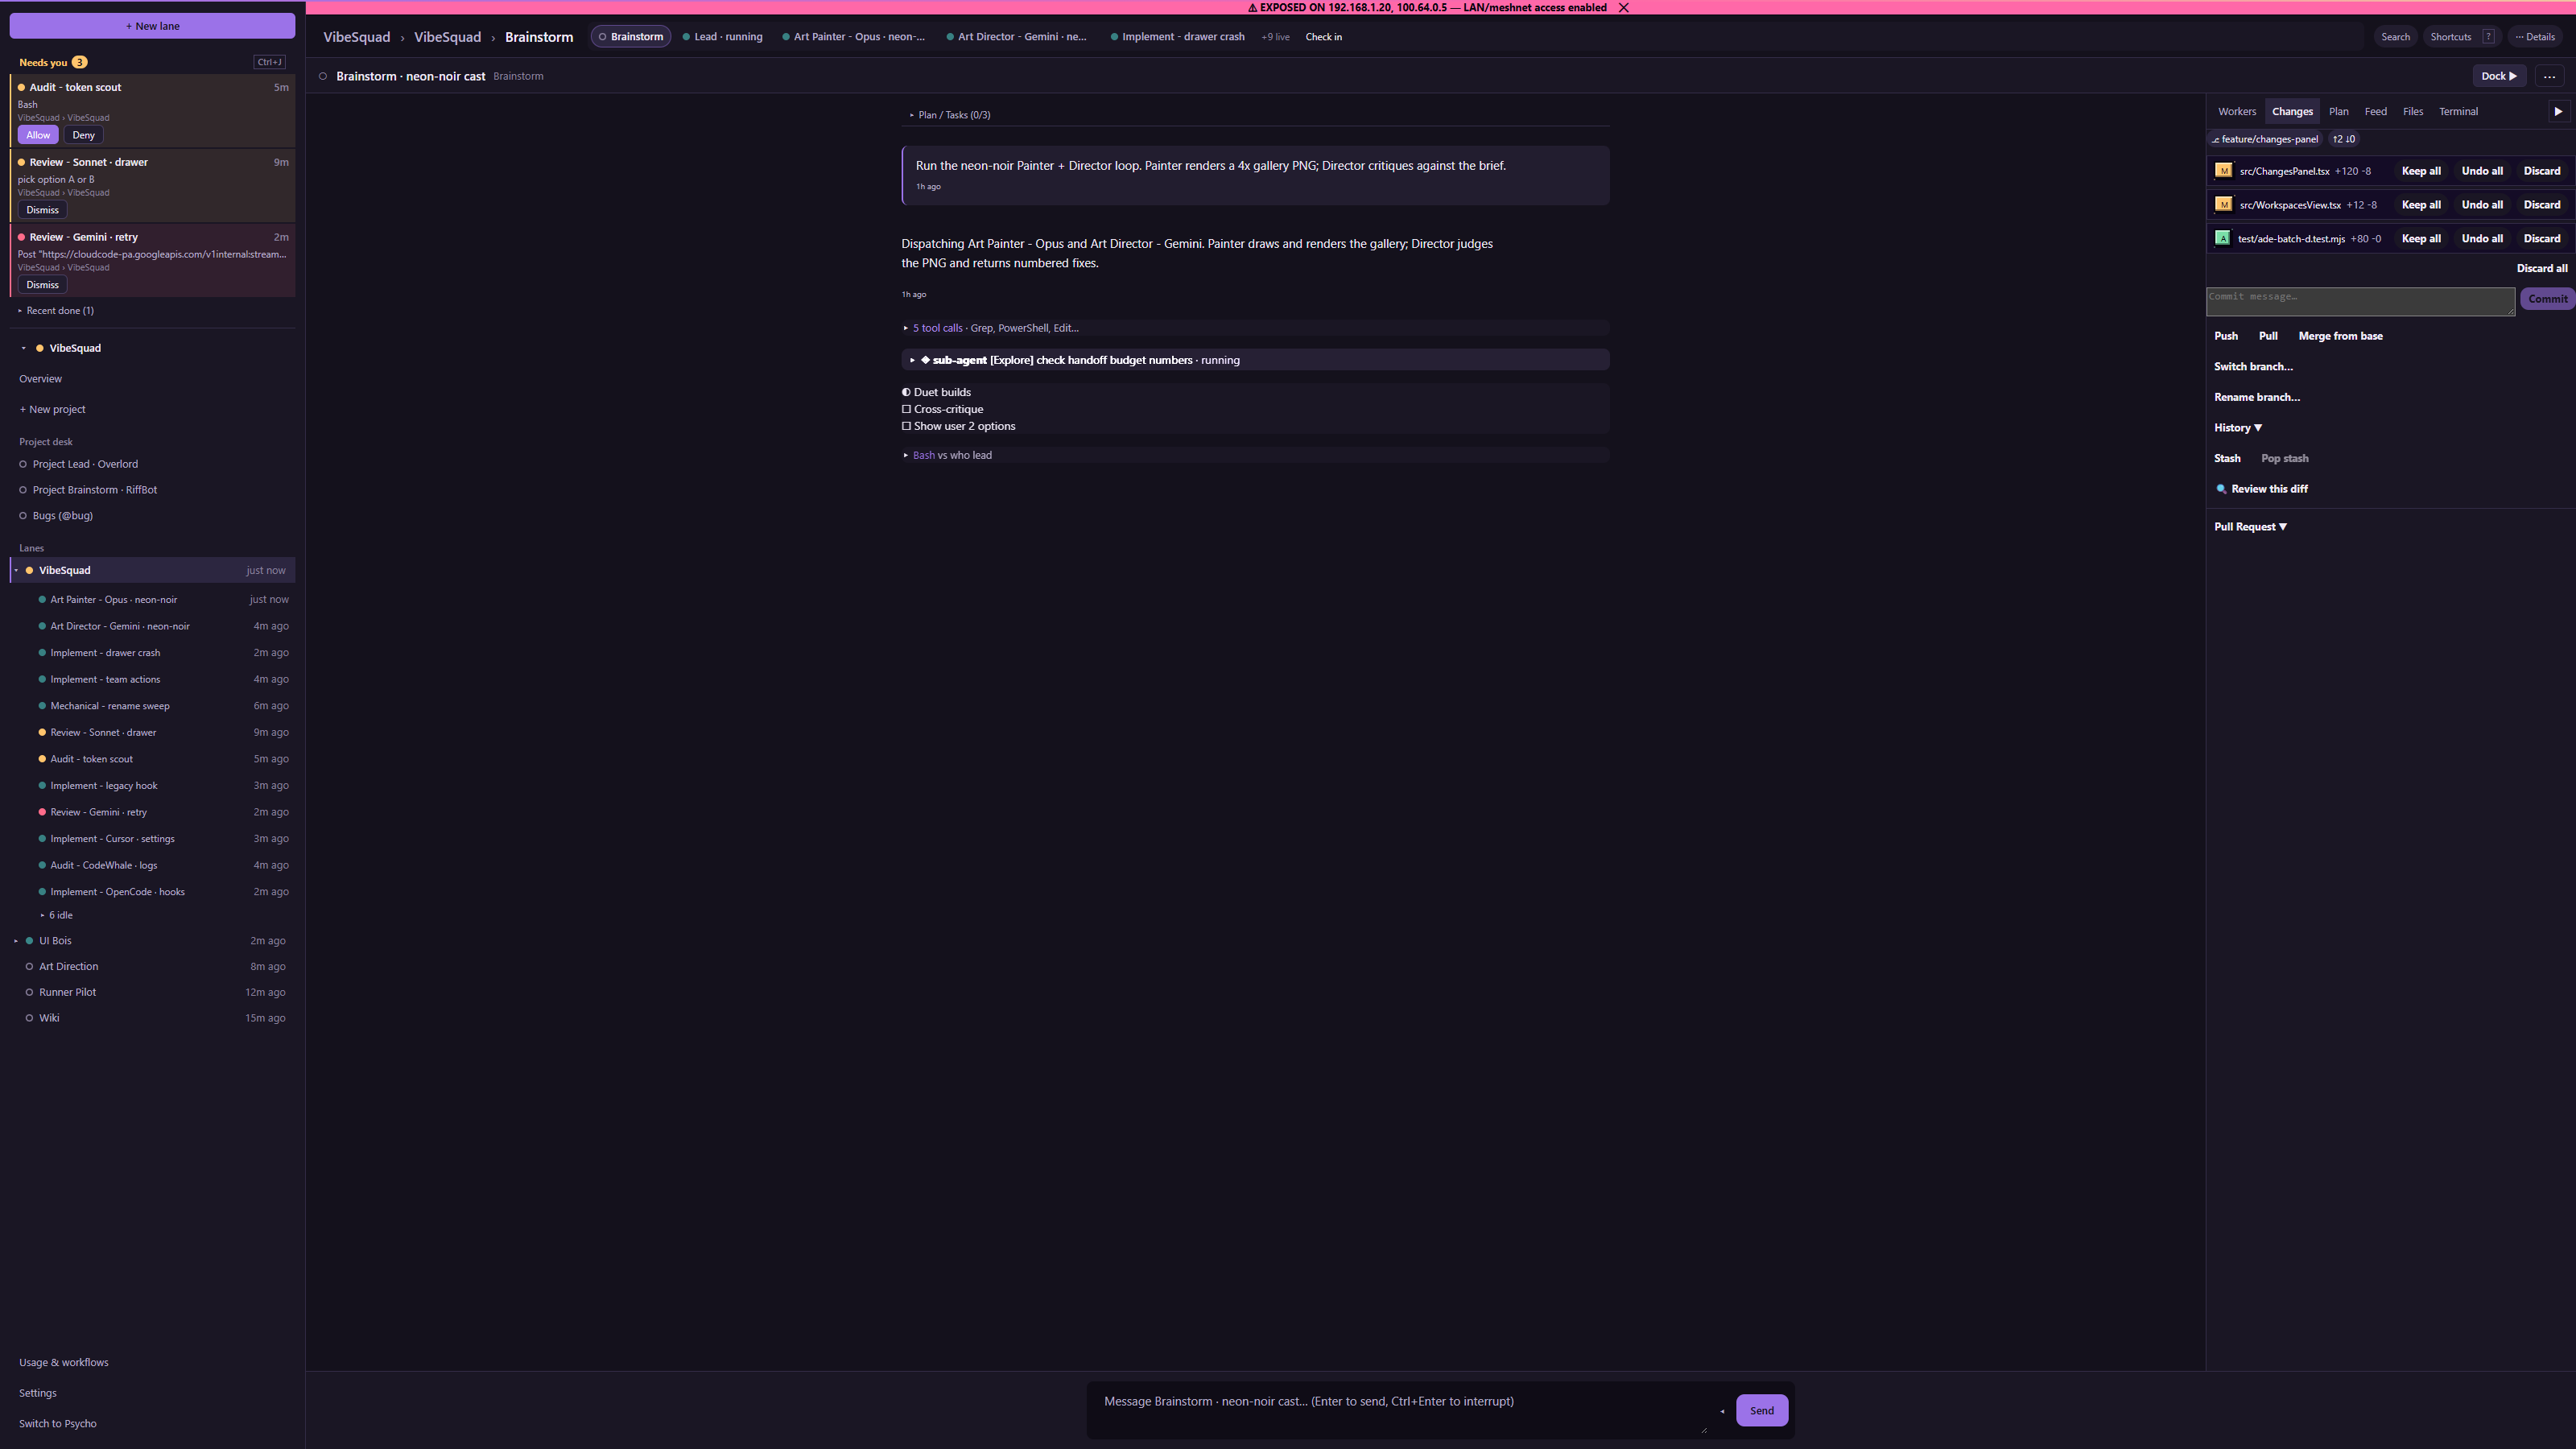 ⚠ EXPOSED ON 192.168.1.20, 100.64.0.5 — LAN/meshnet access enabled ✕
+ New lane
Needs you 3 Ctrl+J
Audit - token scout 5m
Bash
VibeSquad › VibeSquad
Allow Deny
Review - Sonnet · drawer 9m
pick option A or B
VibeSquad › VibeSquad
Dismiss
Review - Gemini · retry 2m
Post "https://cloudcode-pa.googleapis.com/v1internal:stream...
VibeSquad › VibeSquad
Dismiss
▸ Recent done (1)
VibeSquad
Overview
+ New project
Project desk
Project Lead · Overlord
Project Brainstorm · RiffBot
Bugs (@bug)
Lanes
VibeSquad just now
Art Painter - Opus · neon-noir just now
Art Director - Gemini · neon-noir 4m ago
Implement - drawer crash 2m ago
Implement - team actions 4m ago
Mechanical - rename sweep 6m ago
Review - Sonnet · drawer 9m ago
Audit - token scout 5m ago
Implement - legacy hook 3m ago
Review - Gemini · retry 2m ago
Implement - Cursor · settings 3m ago
Audit - CodeWhale · logs 4m ago
Implement - OpenCode · hooks 2m ago
▸ 6 idle
UI Bois 2m ago
Art Direction 8m ago
Runner Pilot 12m ago
Wiki 15m ago
Usage & workflows
Settings
Switch to Psycho
VibeSquad › VibeSquad › Brainstorm
Brainstorm Lead · running Art Painter - Opus · neon-... Art Director - Gemini · ne... Implement - drawer crash +9 live Check in
Search Shortcuts ? ··· Details
Brainstorm · neon-noir cast Brainstorm
Dock ▶ ...
▸ Plan / Tasks (0/3)
Run the neon-noir Painter + Director loop. Painter renders a 4x gallery PNG; Director critiques against the brief.
1h ago
Dispatching Art Painter - Opus and Art Director - Gemini. Painter draws and renders the gallery; Director judges
the PNG and returns numbered fixes.
1h ago
▸ 5 tool calls · Grep, PowerShell, Edit...
▸ ◆ sub-agent [Explore] check handoff budget numbers · running
◐ Duet builds
☐ Cross-critique
☐ Show user 2 options
▸ Bash vs who lead
Message Brainstorm · neon-noir cast... (Enter to send, Ctrl+Enter to interrupt)
Send
Workers Changes Plan Feed Files Terminal ▶
feature/changes-panel ↑2 ↓0
M src/ChangesPanel.tsx +120 -8 Keep all Undo all Discard
M src/WorkspacesView.tsx +12 -8 Keep all Undo all Discard
A test/ade-batch-d.test.mjs +80 -0 Keep all Undo all Discard
Discard all
Commit message… Commit
Push Pull Merge from base
Switch branch...
Rename branch...
History ▼
Stash Pop stash
🔍 Review this diff
Pull Request ▼